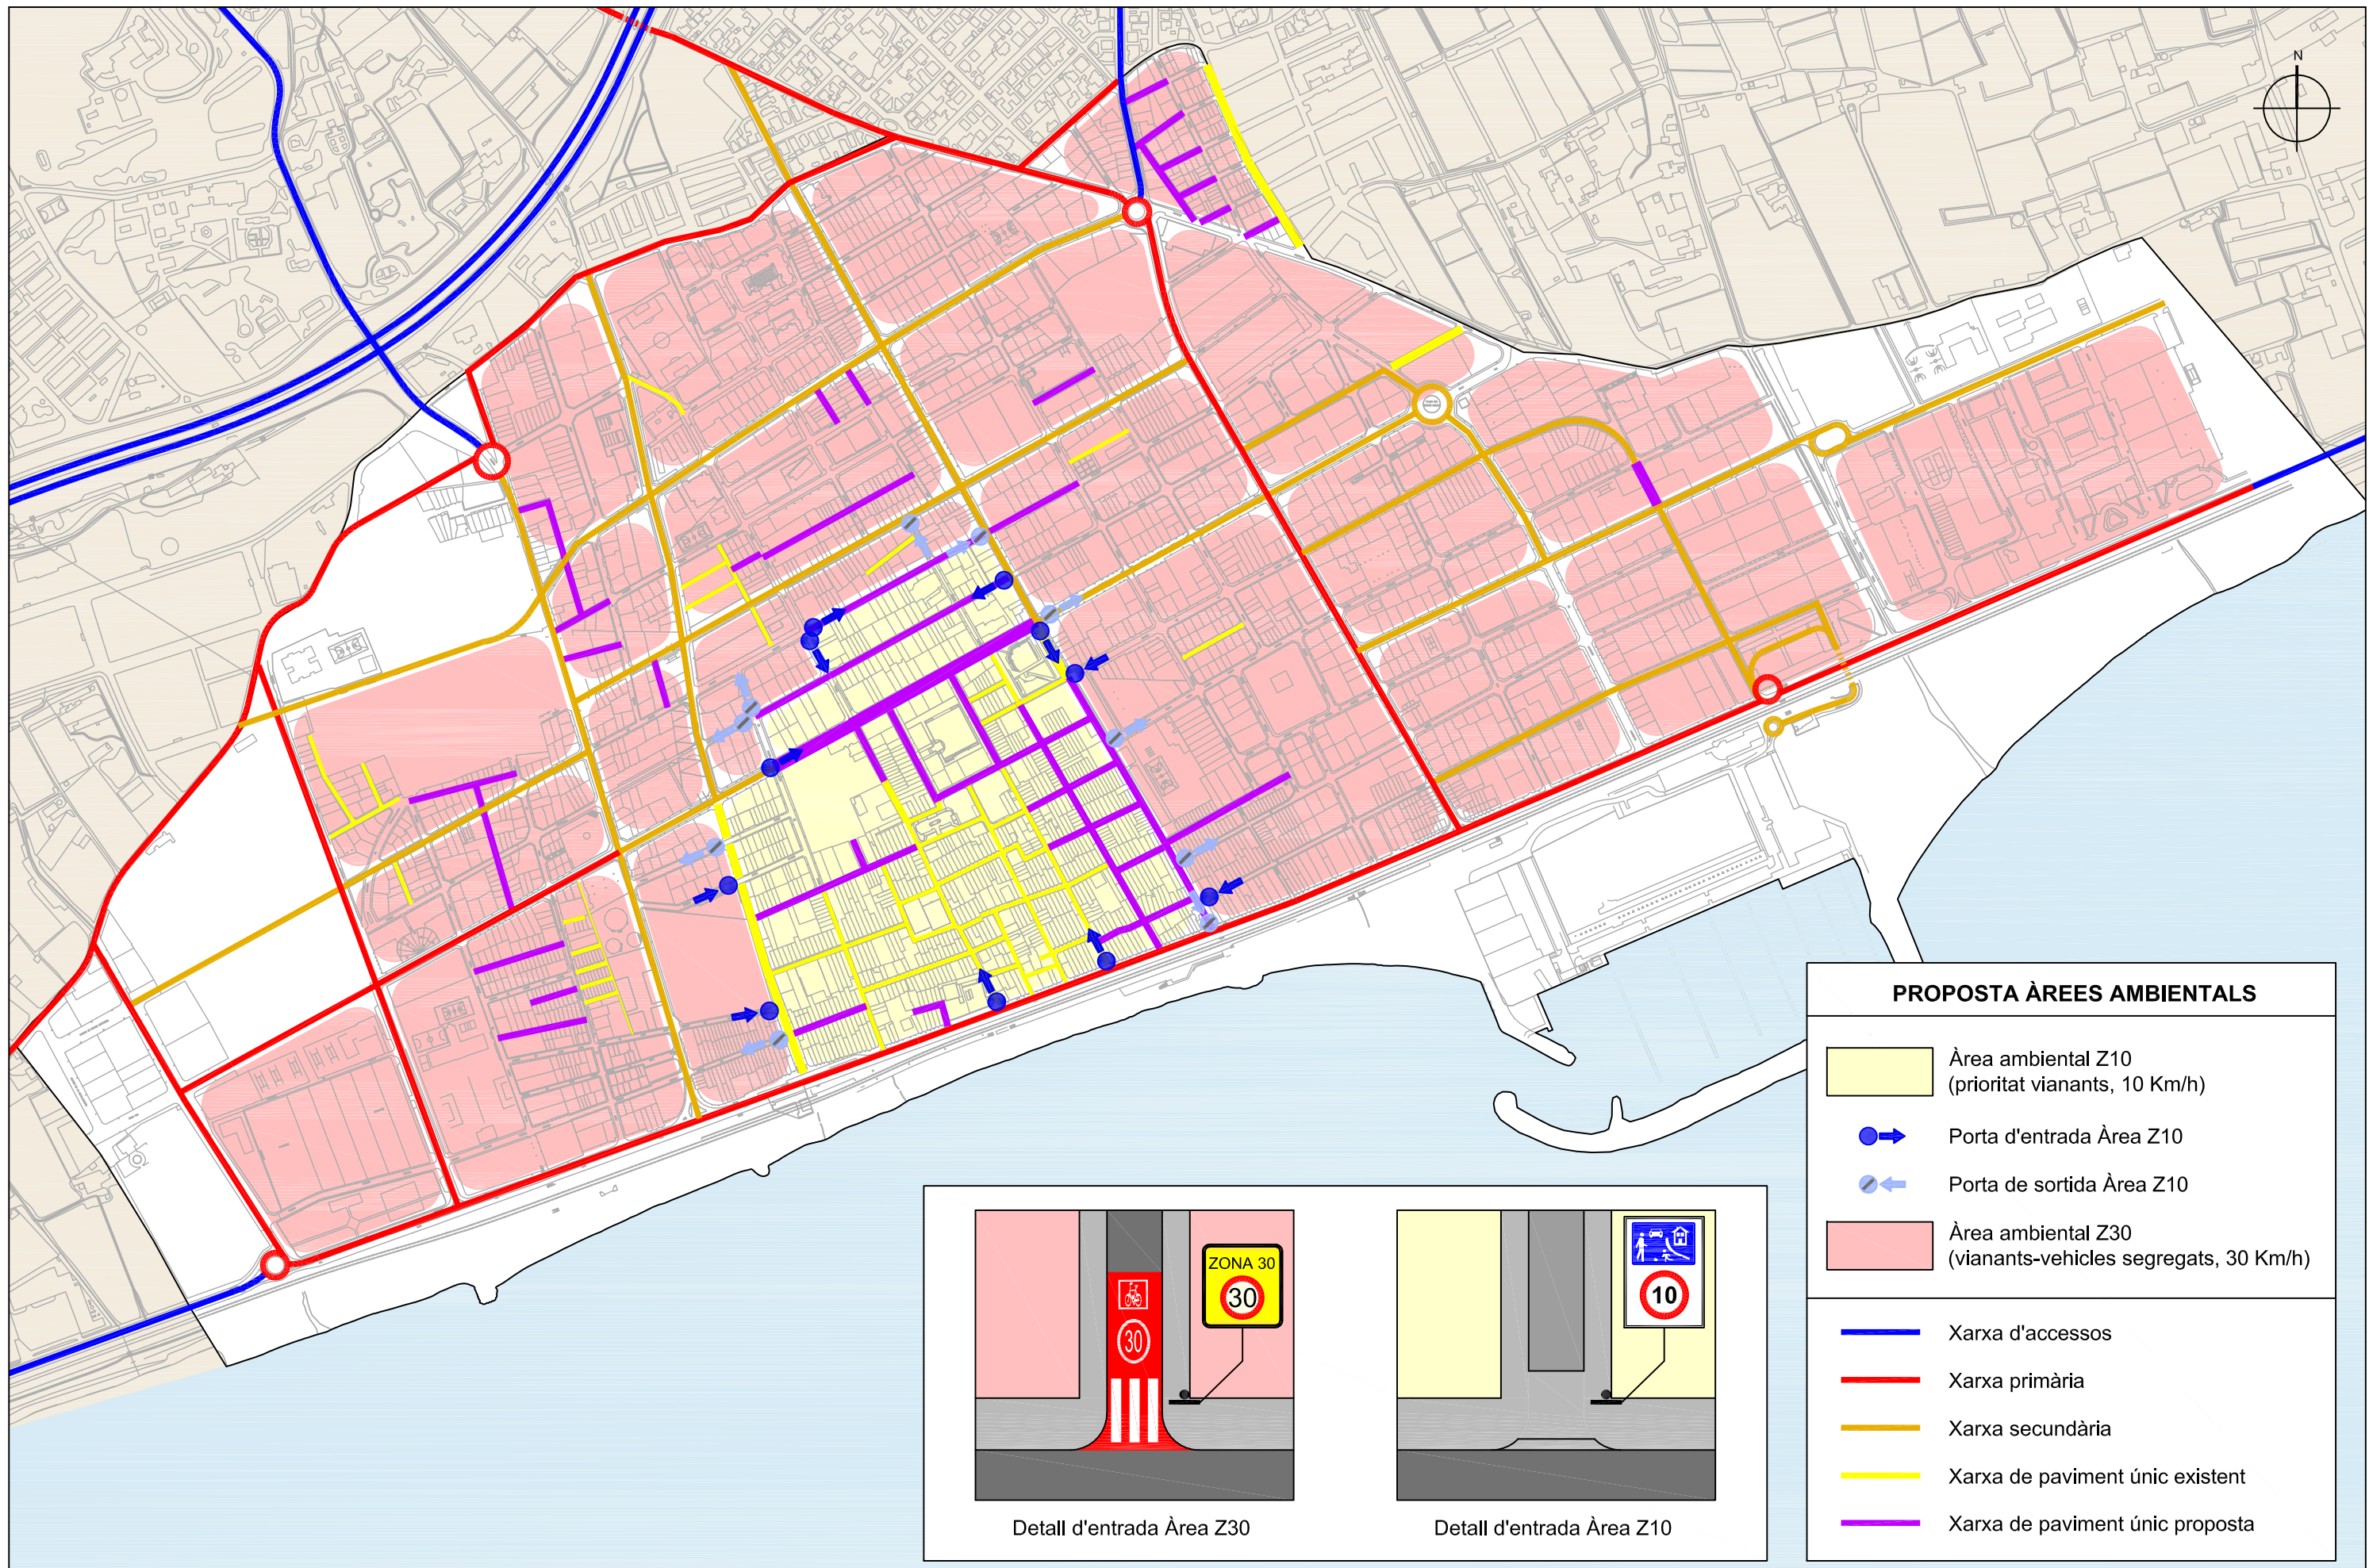 N
PROPOSTA ÀREES AMBIENTALS
Àrea ambiental Z10
(prioritat vianants, 10 Km/h)
Porta d'entrada Àrea Z10
Porta de sortida Àrea Z10
Àrea ambiental Z30
(vianants-vehicles segregats, 30 Km/h)
Xarxa d'accessos
Xarxa primària
Xarxa secundària
Xarxa de paviment únic existent
Xarxa de paviment únic proposta
ZONA 30
30
30
10
Detall d'entrada Àrea Z30
Detall d'entrada Àrea Z10